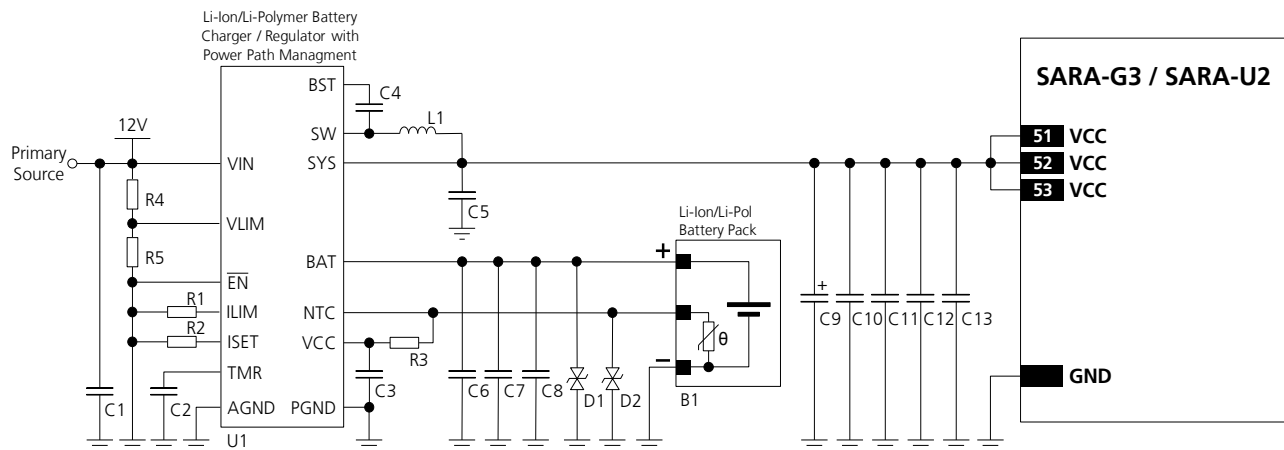 Li-Ion/Li-Polymer Battery
Charger / Regulator with
Power Path Managment
SARA-G3 / SARA-U2
BST
C4
SW
L1
12V
51 VCC
Primary
Source
VIN
SYS
52 VCC
53 VCC
R4
C5
VLIM
Li-Ion/Li-Pol
Battery Pack
R5
BAT
+
EN
R1
ILIM
NTC
+
C9
C10
C11
C12
C13
R2
ISET
VCC
R3
θ
–
TMR
GND
C1
C2
C3
C6
C7
C8
D1
D2
B1
AGND
PGND
U1